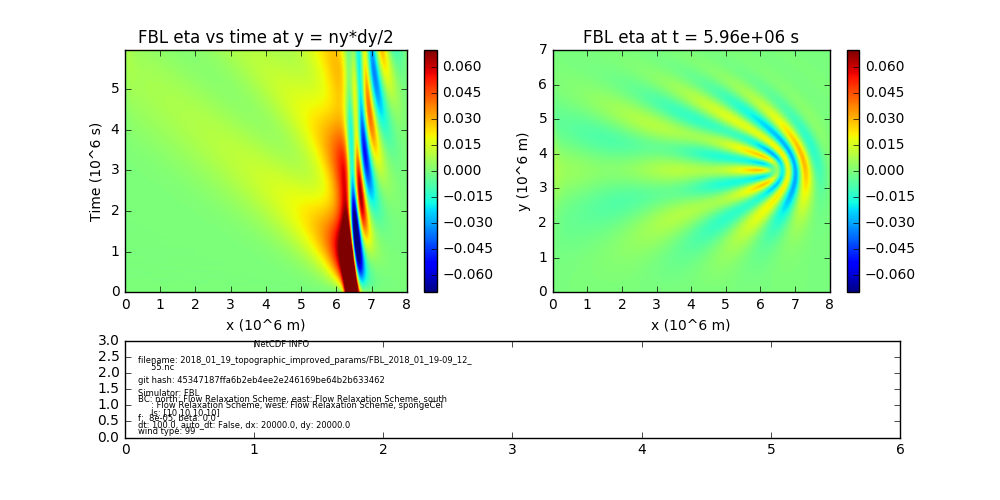 FBL eta vs time at y = ny*dy/2
FBL eta at t = 5.96e+06 s
Time (10^6 s)
5
4
3
2
1
0
0 1 2 3 4 5 6 7 8
x (10^6 m)
0.060
0.045
0.030
0.015
0.000
−0.015
−0.030
−0.045
−0.060
y (10^6 m)
7
6
5
4
3
2
1
0
0 1 2 3 4 5 6 7 8
x (10^6 m)
0.060
0.045
0.030
0.015
0.000
−0.015
−0.030
−0.045
−0.060
3.0
2.5
2.0
1.5
1.0
0.5
0.0
0 1 2 3 4 5 6
NetCDF INFO
filename: 2018_01_19_topographic_improved_params/FBL_2018_01_19-09_12_
55.nc
git hash: 45347187ffa6b2eb4ee2e246169be64b2b633462
Simulator: FBL
BC: north: Flow Relaxation Scheme, east: Flow Relaxation Scheme, south
: Flow Relaxation Scheme, west: Flow Relaxation Scheme, spongeCel
ls: [10,10,10,10]
f: 8e-05, beta: 0.0
dt: 100.0, auto_dt: False, dx: 20000.0, dy: 20000.0
wind type: 99